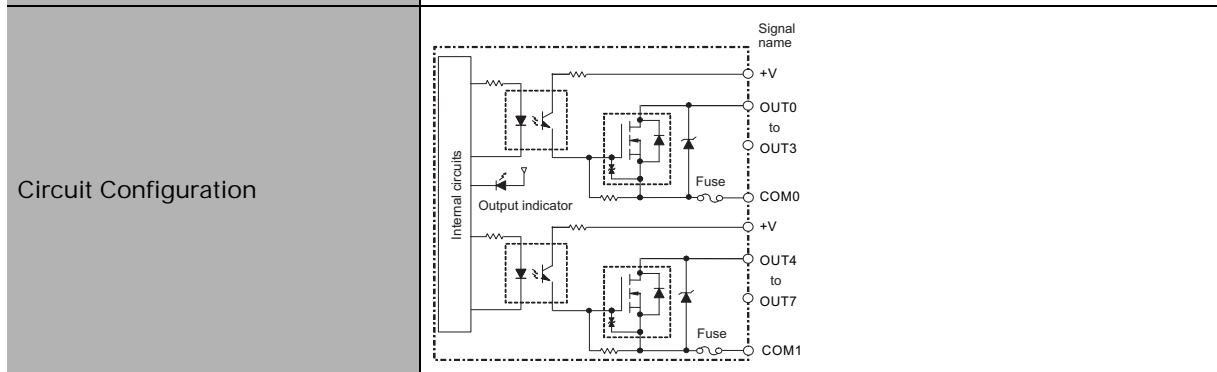 Circuit Configuration
Signal
name
Internal circuits
+V
OUT0
to
OUT3
Fuse
COM0
Output indicator
+V
OUT4
to
OUT7
Fuse
COM1